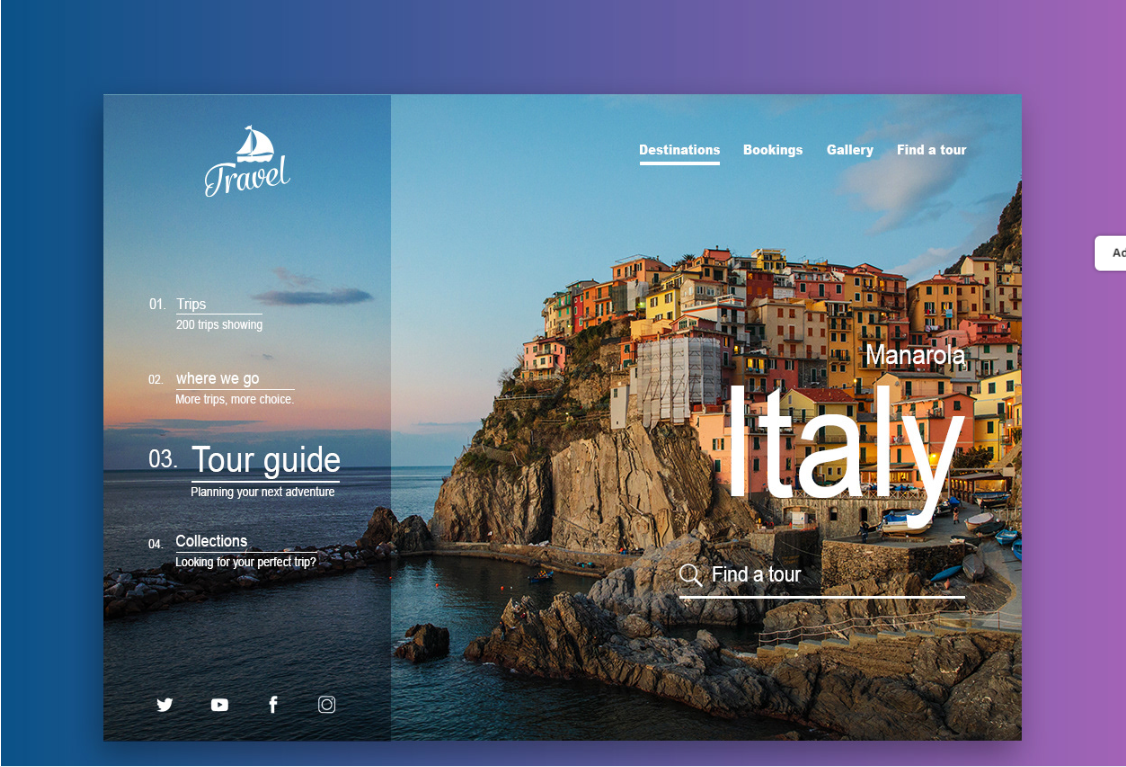 Travel
Destinations Bookings Gallery Find a tour
01. Trips
200 trips showing
02. where we go
More trips, more choice.
03. Tour guide
Planning your next adventure
04. Collections
Looking for your perfect trip?
Manarola
Italy
Find a tour